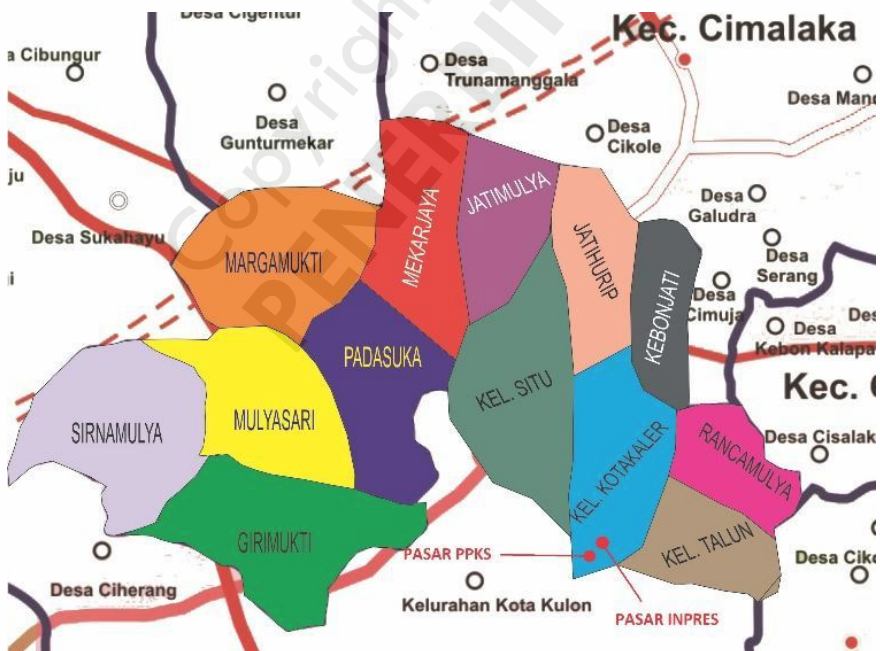 Desa Cigentur
Kec. Cimalaka
a Cibungur
Desa
Trunamanggala
Desa
Gunturmekar
Desa
Cikole
Copyright
PENERBIT
ju
Desa Sukahayu
JATIMULYA
MEKARJAYA
MARGAMUKTI
JATIHURIP
Desa
Galudra
Desa
Serang
i
Desa
Cimuja
KEBONJATI
Desa
Kebon Kalapa
PADASUKA
KEL. SITU
Kec. C
SIRNAMULYA
MULYASARI
KEL. KOTAKALER
RANCAMULYA
Desa Cisalak
GIRIMUKTI
KEL. TALUN
PASAR PPKS
Desa Ciherang
Kelurahan Kota Kulon
PASAR INPRES
Desa Ciko